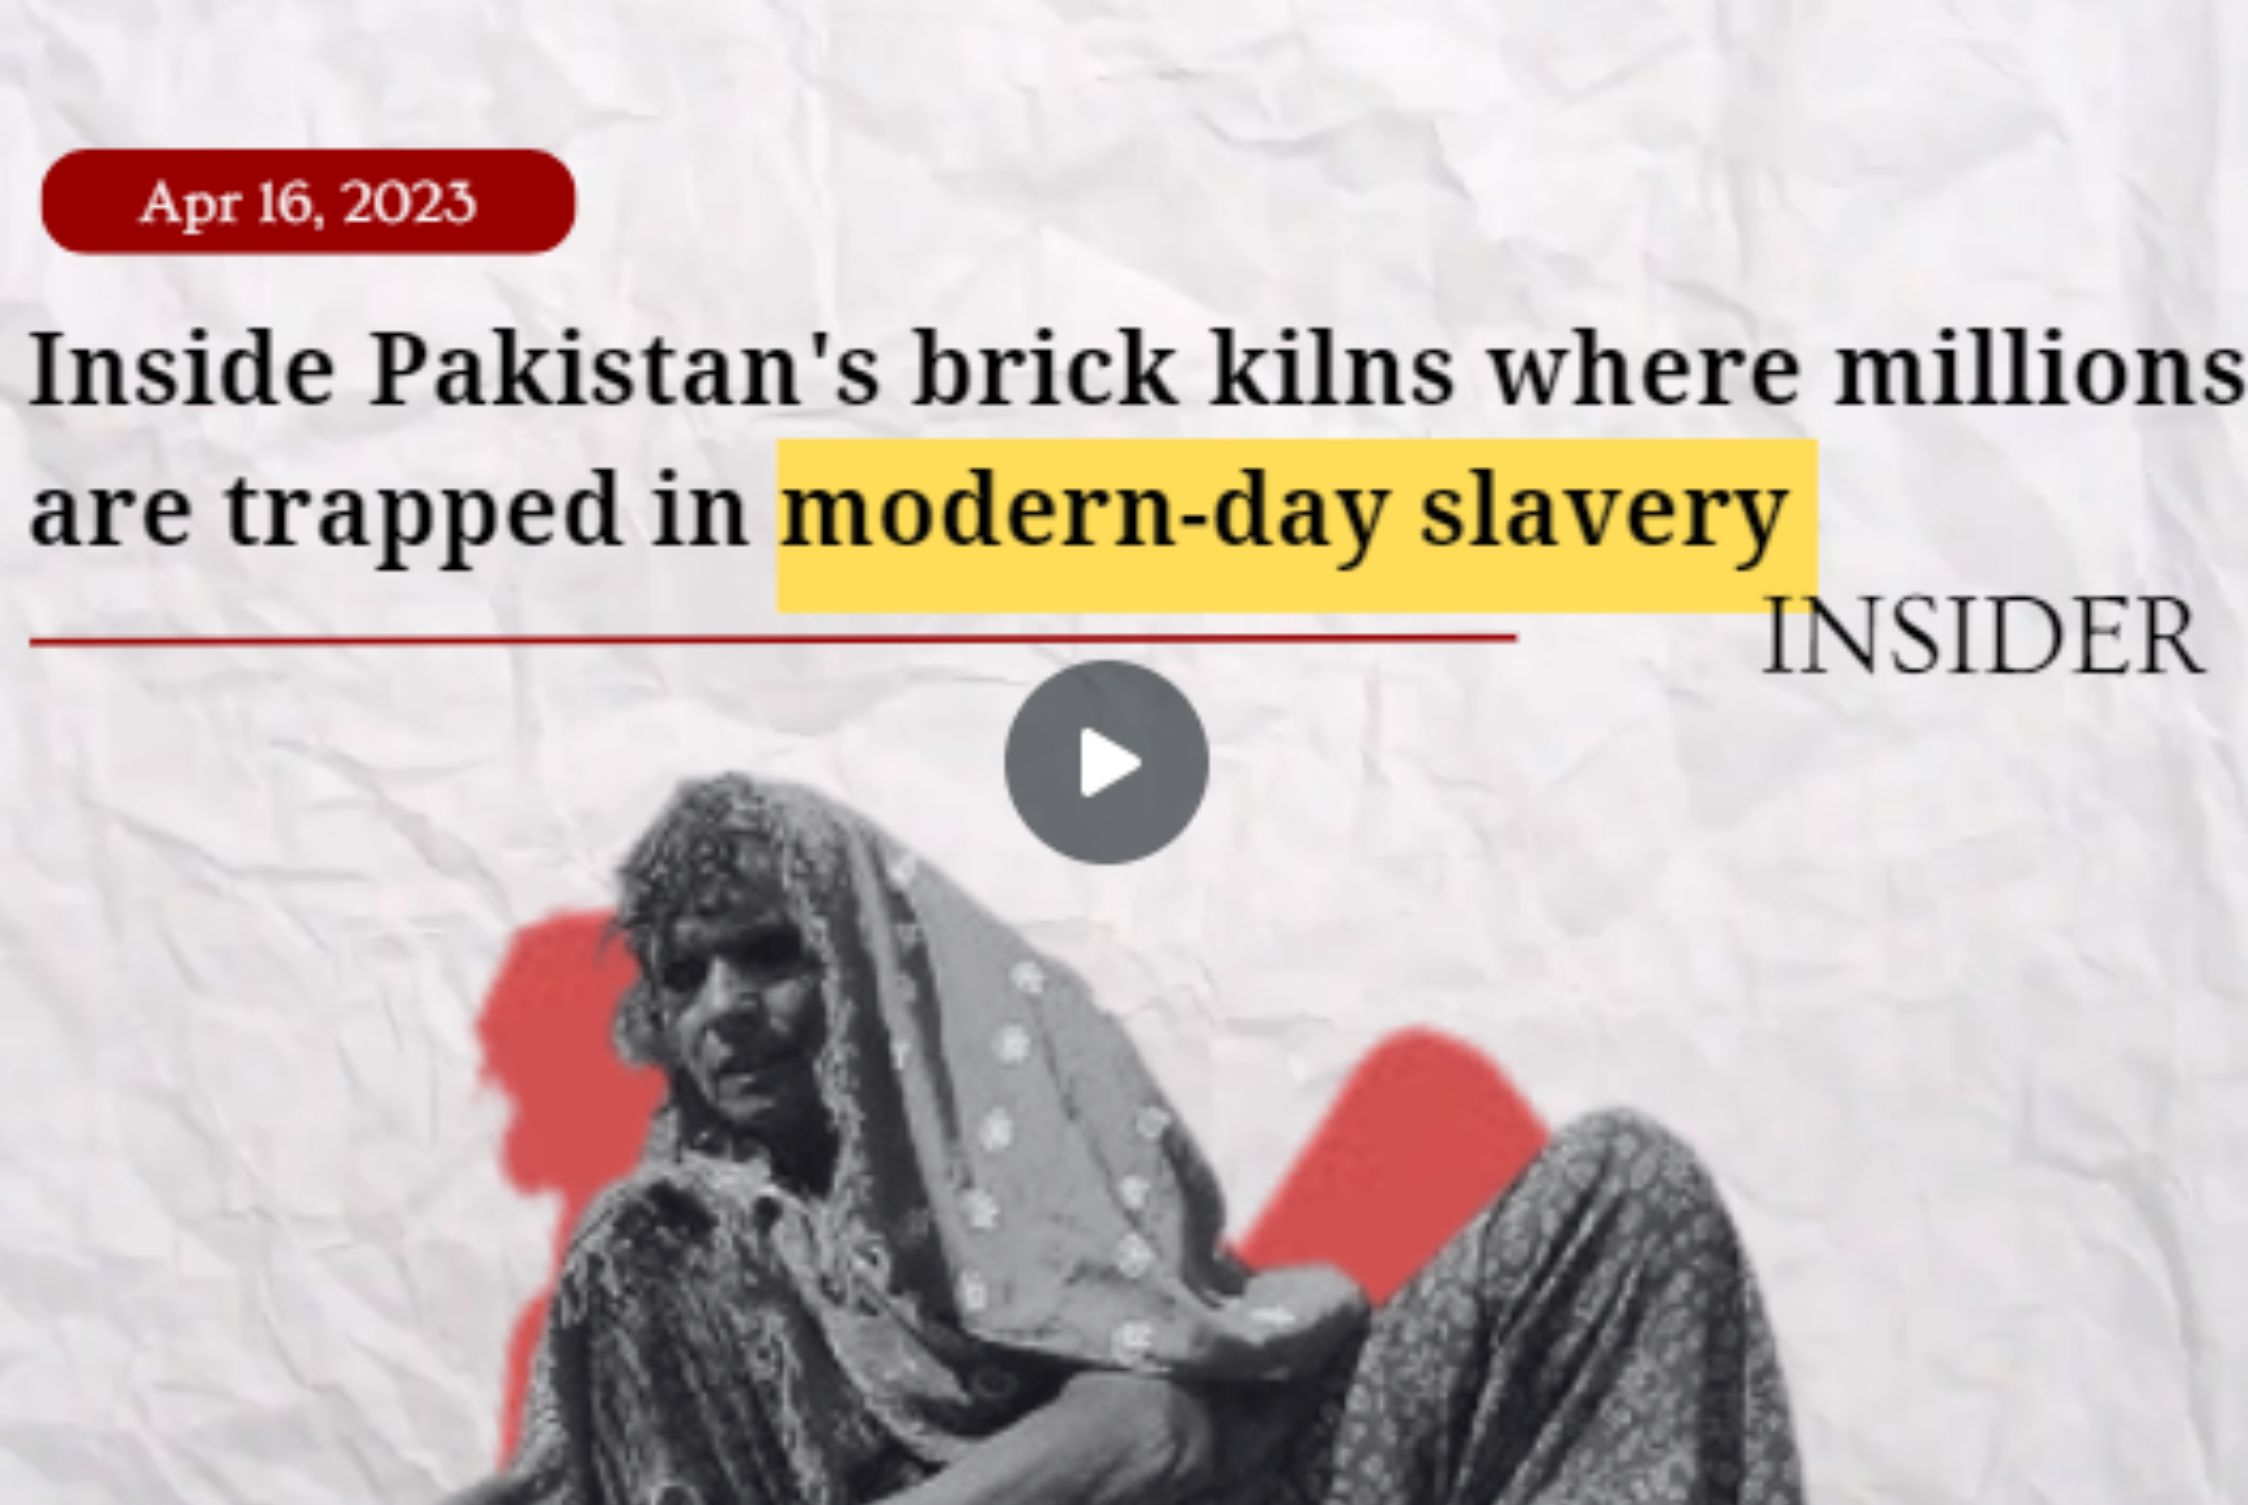 Apr 16, 2023
Inside Pakistan's brick kilns where millions
are trapped in modern-day slavery
INSIDER